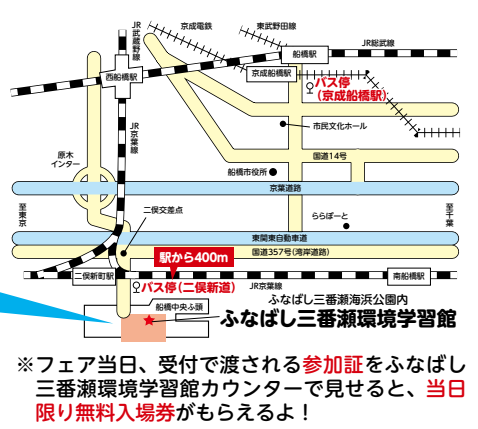 JR武蔵野線
京成電鉄
東武野田線
船橋駅
JR総武線
西船橋駅
京成船橋駅
バス停
(京成船橋駅)
JR京葉線
市民文化ホール
原木
インター
国道14号
船橋市役所
京葉道路
至東京
二俣交差点
ららぽーと
至千葉
東関東自動車道
国道357号(湾岸道路)
駅から400m
二俣新町駅
バス停(二俣新道)
JR京葉線
南船橋駅
船橋中央ふ頭
ふなばし三番瀬海浜公園内
ふなばし三番瀬環境学習館
※フェア当日、受付で渡される参加証をふなばし
三番瀬環境学習館カウンターで見せると、当日
限り無料入場券がもらえるよ！